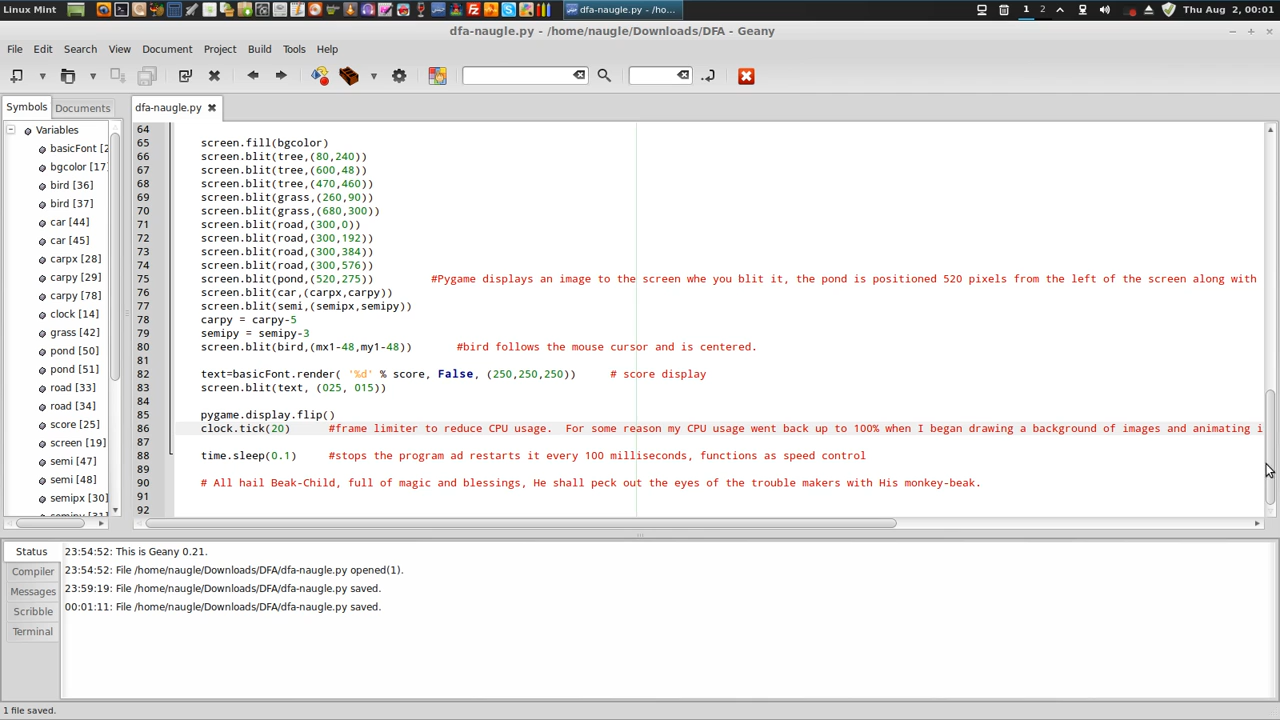 Linux Mint
dfa-naugle.py - /ho...
1 2
Thu Aug 2, 00:01
dfa-naugle.py - /home/naugle/Downloads/DFA - Geany
File Edit Search View Document Project Build Tools Help
Symbols Documents
dfa-naugle.py
Variables
basicFont [2
bgcolor [17]
bird [36]
bird [37]
car [44]
car [45]
carpx [28]
carpy [29]
carpy [78]
clock [14]
grass [42]
pond [50]
pond [51]
road [33]
road [34]
score [25]
screen [19]
semi [47]
semi [48]
semipx [30]
64
65 screen.fill(bgcolor)
66 screen.blit(tree,(80,240))
67 screen.blit(tree,(600,48))
68 screen.blit(tree,(470,460))
69 screen.blit(grass,(260,90))
70 screen.blit(grass,(680,300))
71 screen.blit(road,(300,0))
72 screen.blit(road,(300,192))
73 screen.blit(road,(300,384))
74 screen.blit(road,(300,576))
75 screen.blit(pond,(520,275)) #Pygame displays an image to the screen whe you blit it, the pond is positioned 520 pixels from the left of the screen along with
76 screen.blit(car,(carpx,carpy))
77 screen.blit(semi,(semipx,semipy))
78 carpy = carpy-5
79 semipy = semipy-3
80 screen.blit(bird,(mx1-48,my1-48)) #bird follows the mouse cursor and is centered.
81
82 text=basicFont.render( '%d' % score, False, (250,250,250)) # score display
83 screen.blit(text, (025, 015))
84
85 pygame.display.flip()
86 clock.tick(20) #frame limiter to reduce CPU usage. For some reason my CPU usage went back up to 100% when I began drawing a background of images and animating i
87
88 time.sleep(0.1) #stops the program ad restarts it every 100 milliseconds, functions as speed control
89
90 # All hail Beak-Child, full of magic and blessings, He shall peck out the eyes of the trouble makers with His monkey-beak.
91
92
Status
Compiler
Messages
Scribble
Terminal
23:54:52: This is Geany 0.21.
23:54:52: File /home/naugle/Downloads/DFA/dfa-naugle.py opened(1).
23:59:19: File /home/naugle/Downloads/DFA/dfa-naugle.py saved.
00:01:11: File /home/naugle/Downloads/DFA/dfa-naugle.py saved.
1 file saved.